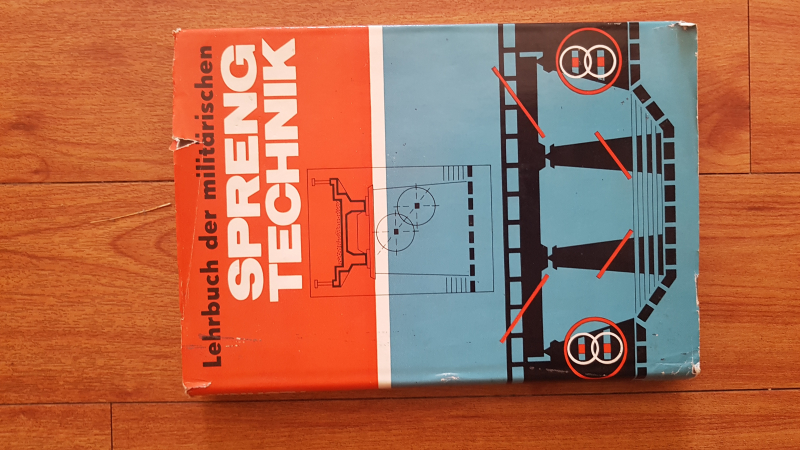 Lehrbuch der militärischen
SPRENG
TECHNIK